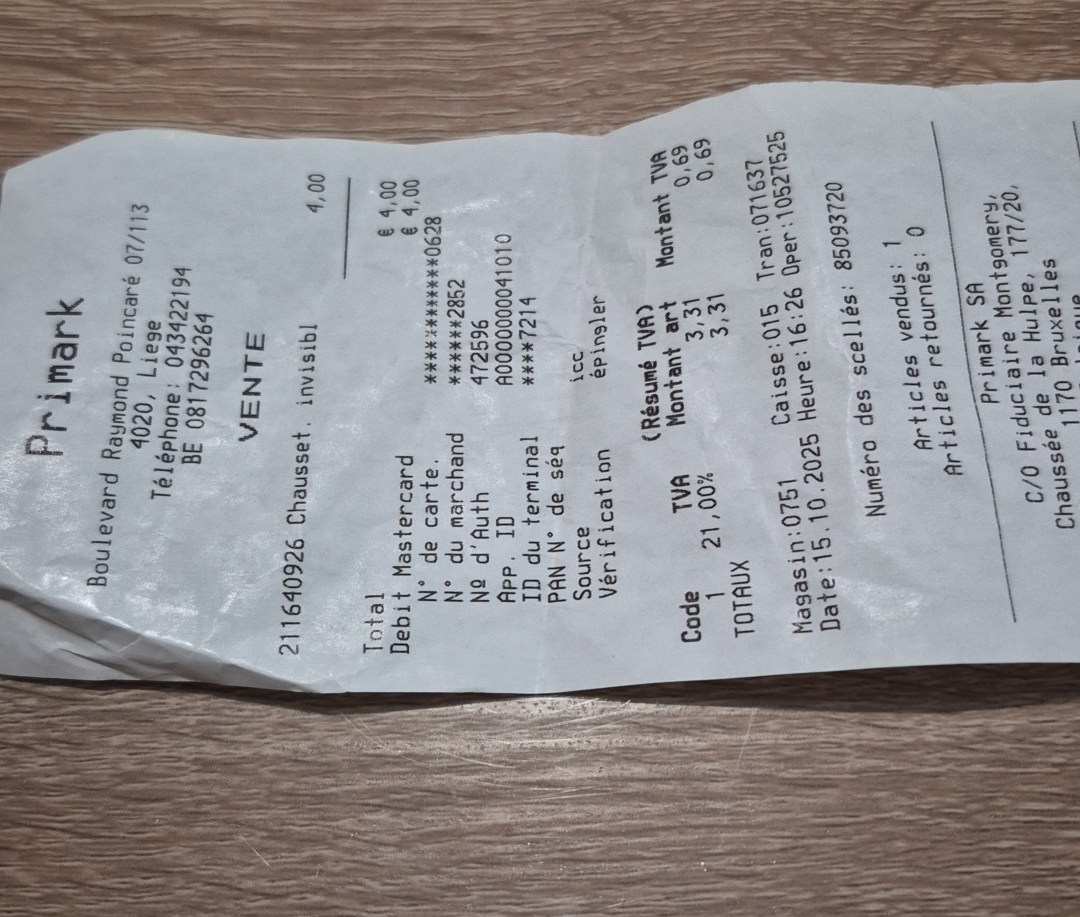 Primark
Boulevard Raymond Poincaré 07/113
4020, Liege
Téléphone: 043422194
BE 0817296264
VENTE
211640926 Chausset. invisibl 4,00
Total € 4,00
Debit Mastercard € 4,00
N° de carte. ************0628
N° du marchand ******2852
Nº d'Auth 472596
App. ID A0000000041010
ID du terminal ****7214
PAN N° de séq
Source icc
Vérification épingler
(Résumé TVA)
Code TVA Montant art Montant TVA
1 21,00% 3,31 0,69
TOTAUX 3,31 0,69
Magasin:0751 Caisse:015 Tran:071637
Date:15.10.2025 Heure:16:26 Oper:10527525
Numéro des scellés: 85093720
Articles vendus: 1
Articles retournés: 0
Primark SA
C/O Fiduciaire Montgomery,
Chaussée de la Hulpe, 177/20,
1170 Bruxelles